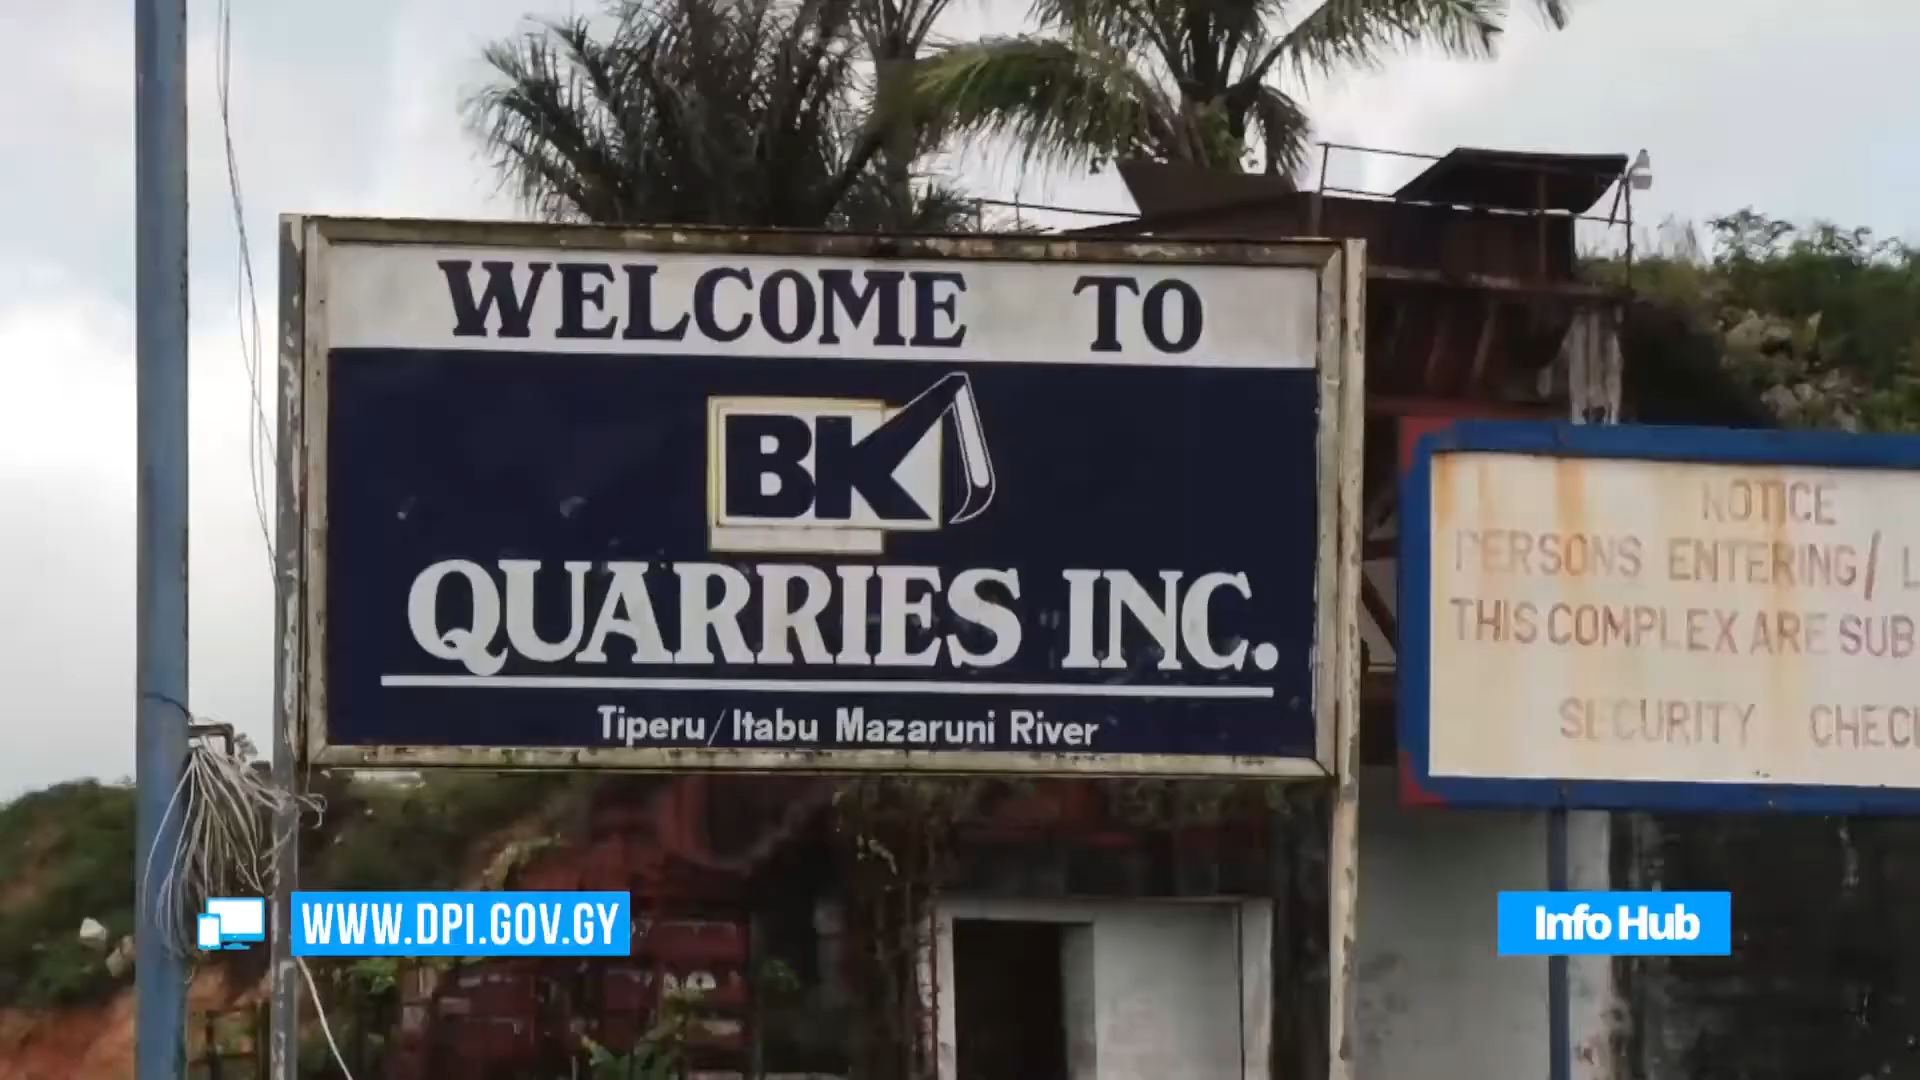 WELCOME TO
BK
QUARRIES INC.
Tiperu/Itabu Mazaruni River
NOTICE
PERSONS ENTERING/
THIS COMPLEX ARE
SECURITY
WWW.DPI.GOV.GY
Info Hub